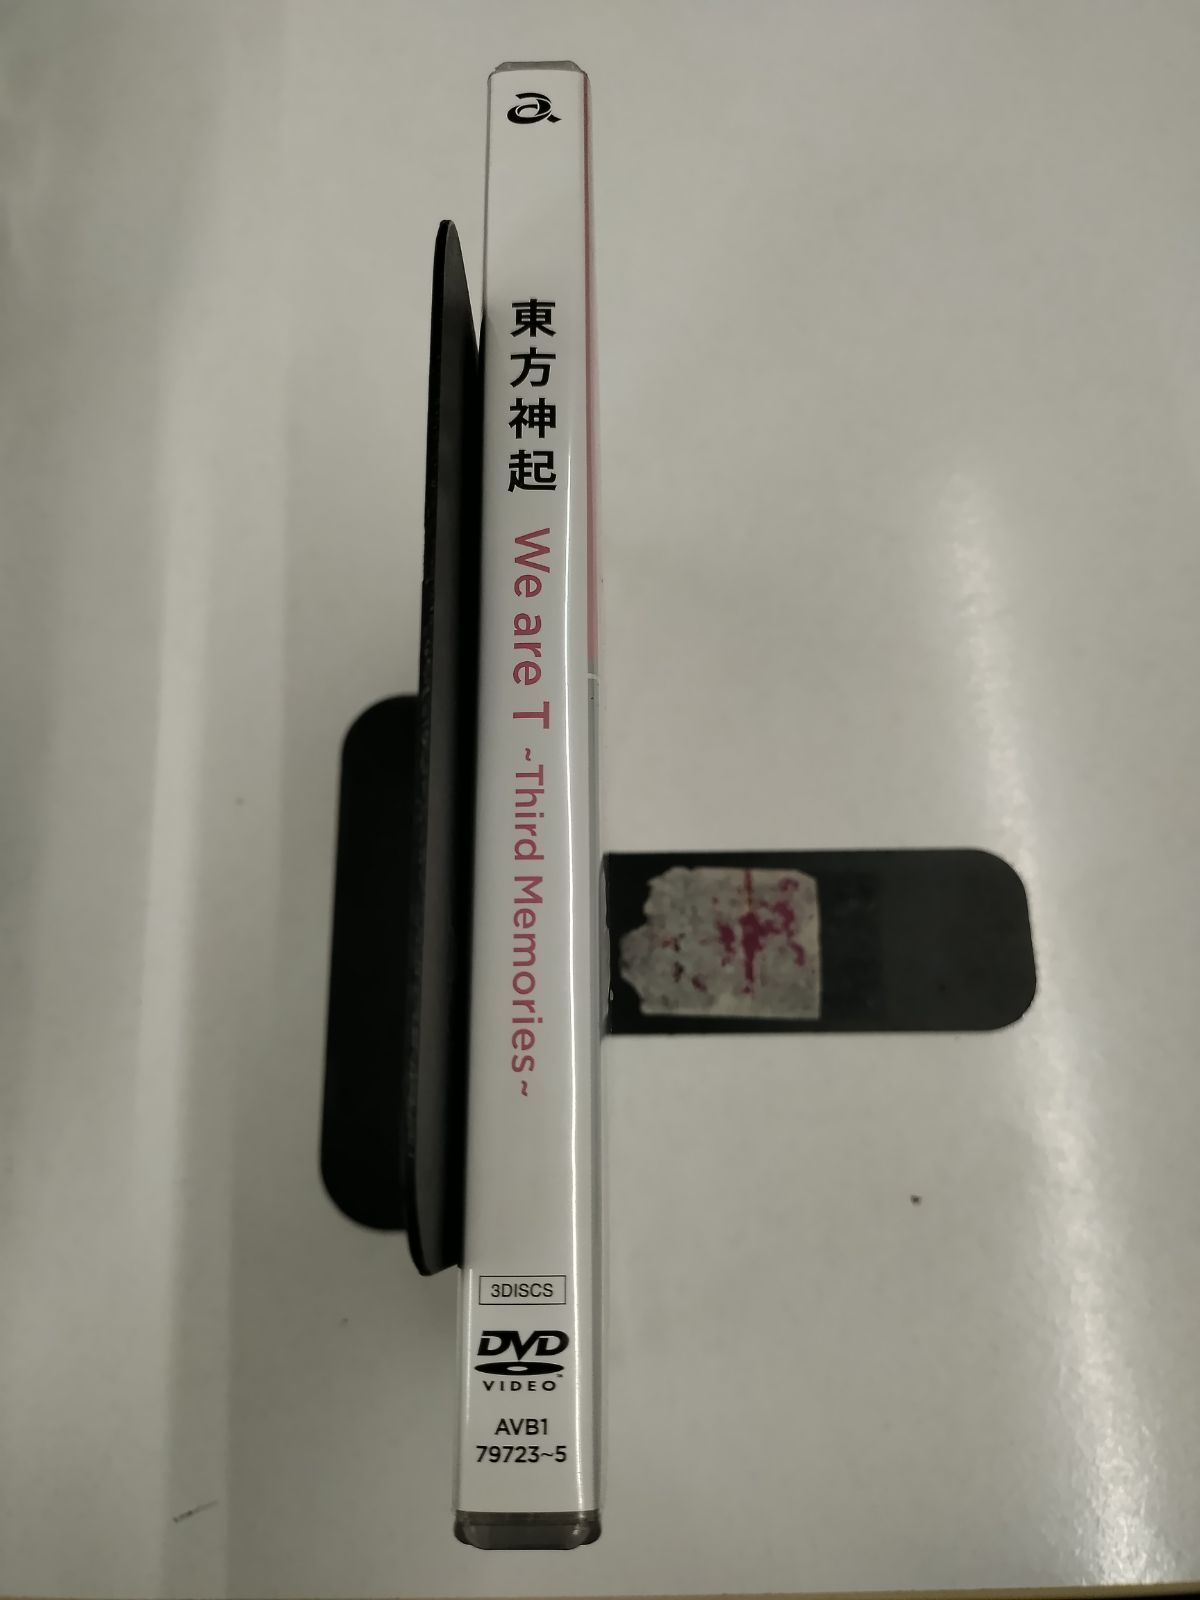 東方神起 We are T ~Third Memories~
3DISCS
DVD
VIDEO
AVB1
79723~5